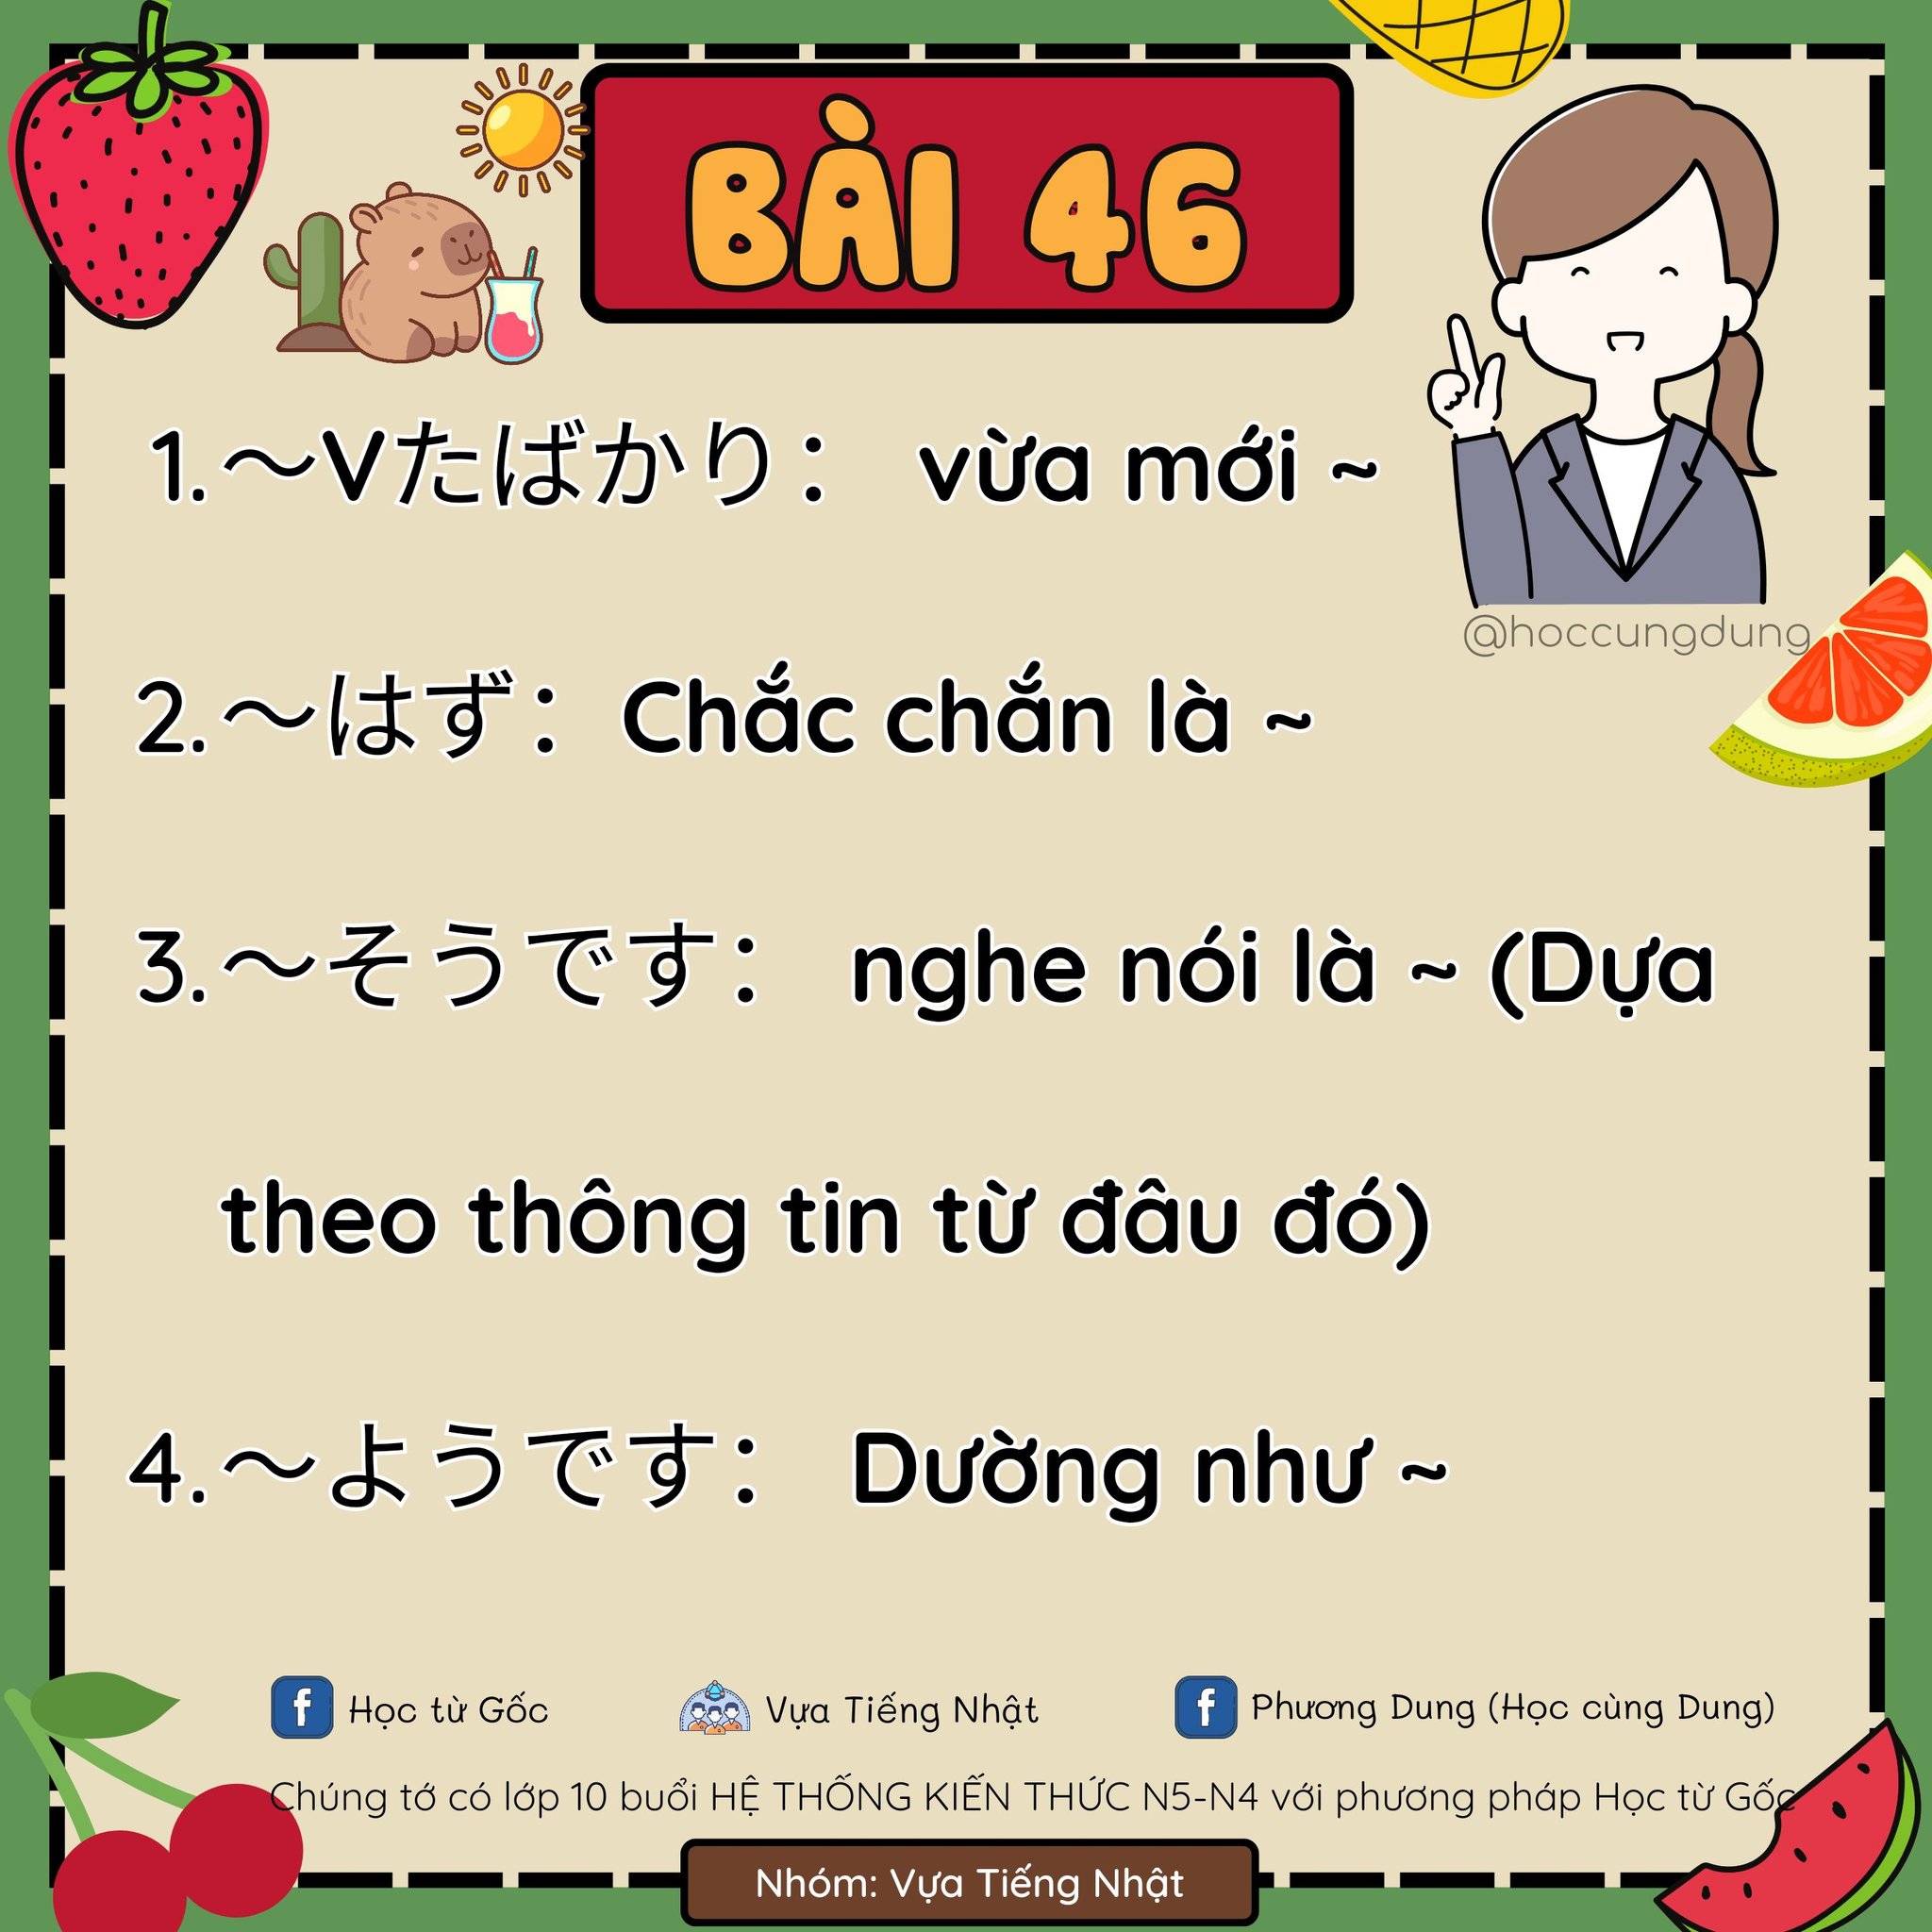 BÀI 46
1. ～Vたばかり： vừa mới ~
@hoccungdung
2. ～はず：Chắc chắn là ~
3. ～そうです： nghe nói là ~ (Dựa
theo thông tin từ đâu đó)
4. ～ようです： Dường như ~
Học từ Gốc Vựa Tiếng Nhật Phương Dung (Học cùng Dung)
Chúng tớ có lớp 10 buổi HỆ THỐNG KIẾN THỨC N5-N4 với phương pháp Học từ Gốc
Nhóm: Vựa Tiếng Nhật